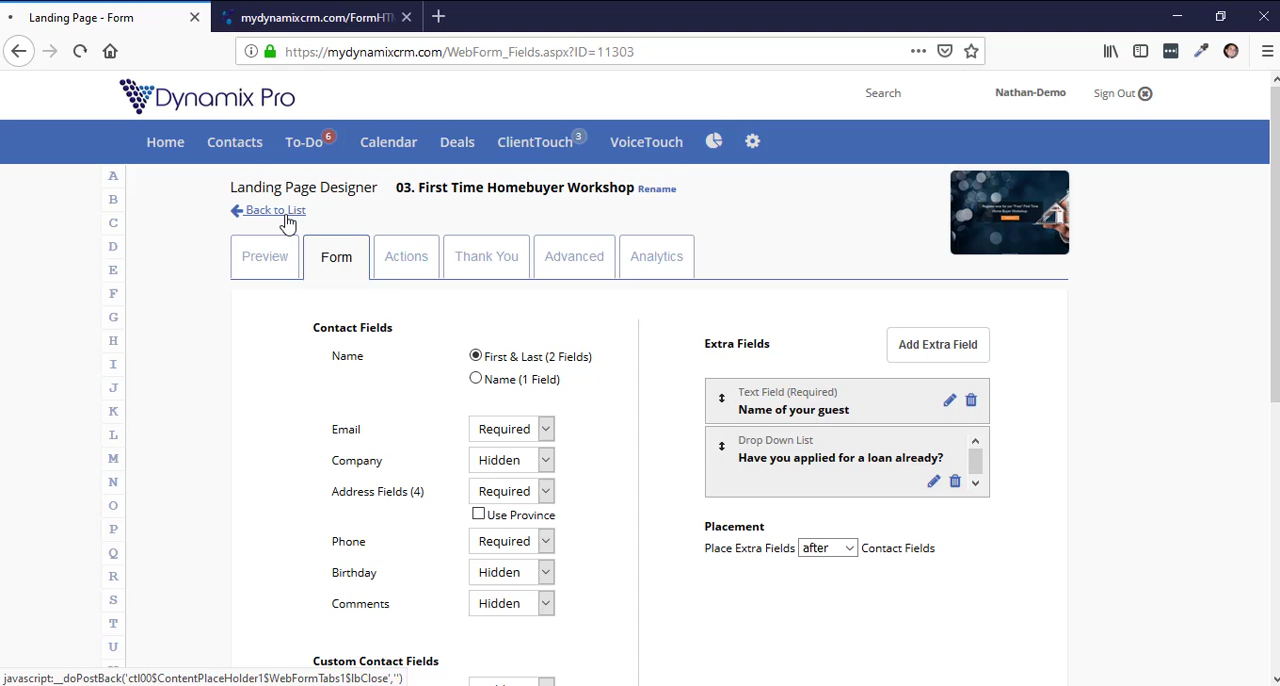 Landing Page - Form
mydynamixcrm.com/FormHTM
https://mydynamixcrm.com/WebForm_Fields.aspx?ID=11303
Dynamix Pro
Search
Nathan-Demo
Sign Out
Home
Contacts
To-Do 6
Calendar
Deals
ClientTouch 3
VoiceTouch
Landing Page Designer
03. First Time Homebuyer Workshop Rename
Back to List
Preview
Form
Actions
Thank You
Advanced
Analytics
Contact Fields
Name
First & Last (2 Fields)
Name (1 Field)
Email Required
Company Hidden
Address Fields (4) Required
Use Province
Phone Required
Birthday Hidden
Comments Hidden
Custom Contact Fields
Extra Fields
Add Extra Field
Text Field (Required)
Name of your guest
Drop Down List
Have you applied for a loan already?
Placement
Place Extra Fields after Contact Fields
A
B
C
D
E
F
G
H
I
J
K
L
M
N
O
P
Q
R
S
T
U
javascript:__doPostBack('ctl00$ContentPlaceHolder1$WebFormTabs1$lbClose','')